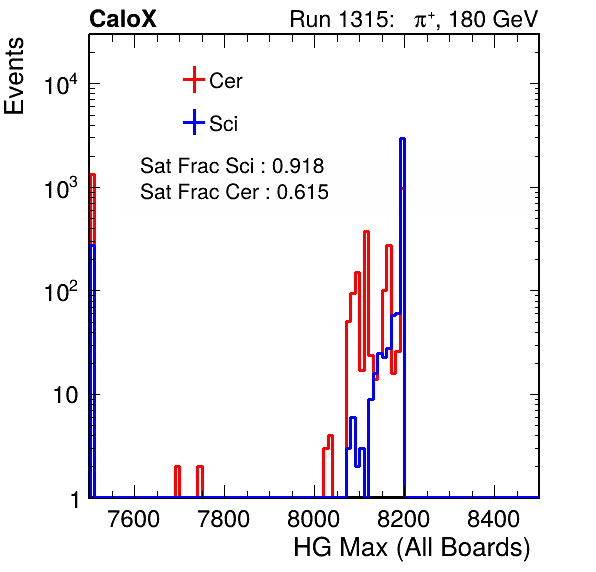 CaloX Run 1315: π⁺, 180 GeV
Events
Cer
Sci
Sat Frac Sci : 0.918
Sat Frac Cer : 0.615
10⁴
10³
10²
10
1
7600 7800 8000 8200 8400
HG Max (All Boards)